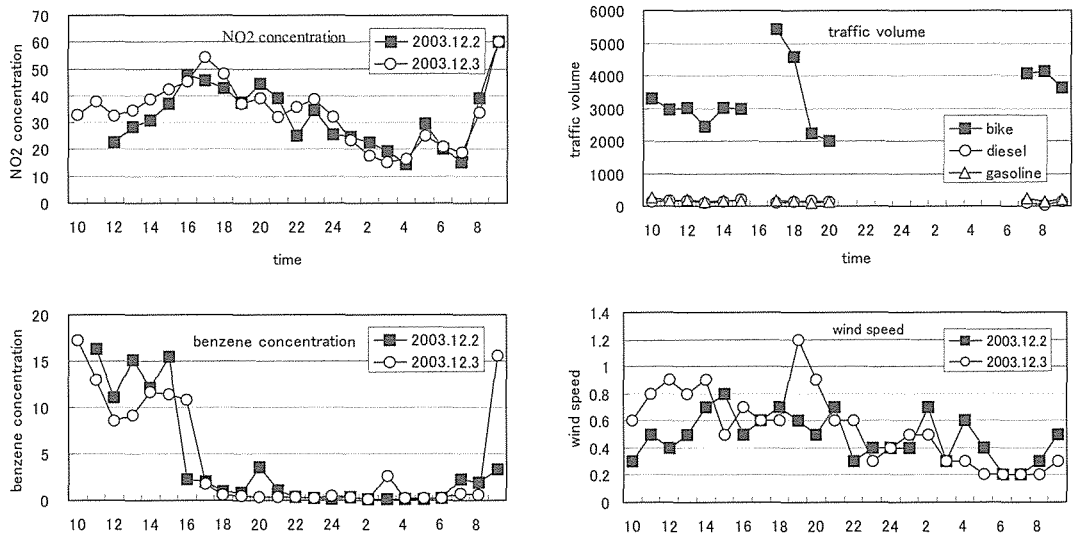 NO2 concentration
2003.12.2
2003.12.3
NO2 concentration
70
60
50
40
30
20
10
0
10 12 14 16 18 20 22 24 2 4 6 8
time
traffic volume
bike
diesel
gasoline
traffic volume
6000
5000
4000
3000
2000
1000
0
10 12 14 16 18 20 22 24 2 4 6 8
time
benzene concentration
2003.12.2
2003.12.3
benzene concentration
20
15
10
5
0
10 12 14 16 18 20 22 24 2 4 6 8
wind speed
2003.12.2
2003.12.3
wind speed
1.4
1.2
1
0.8
0.6
0.4
0.2
0
10 12 14 16 18 20 22 24 2 4 6 8